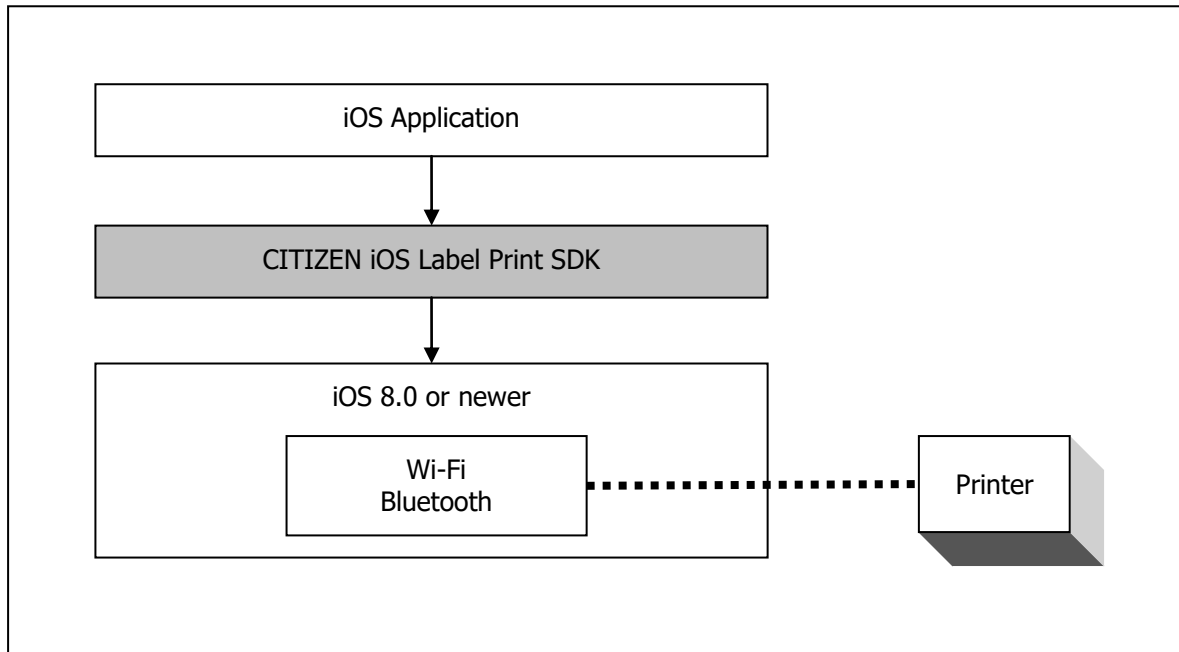 iOS Application
CITIZEN iOS Label Print SDK
iOS 8.0 or newer
Wi-Fi
Bluetooth
Printer